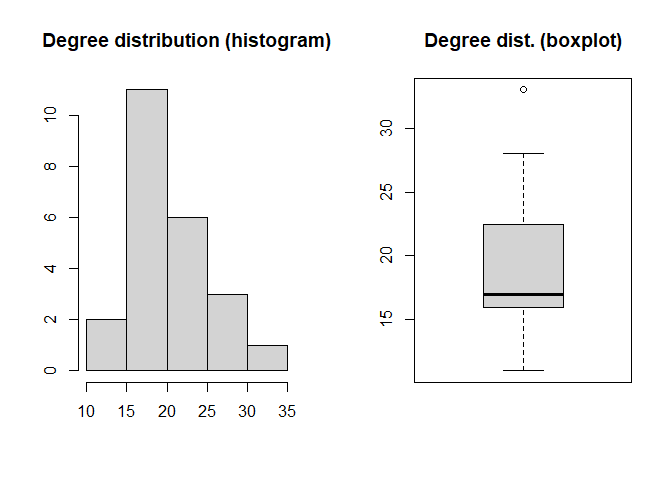 Degree distribution (histogram)
0 2 4 6 8 10
10 15 20 25 30 35
Degree dist. (boxplot)
15 20 25 30